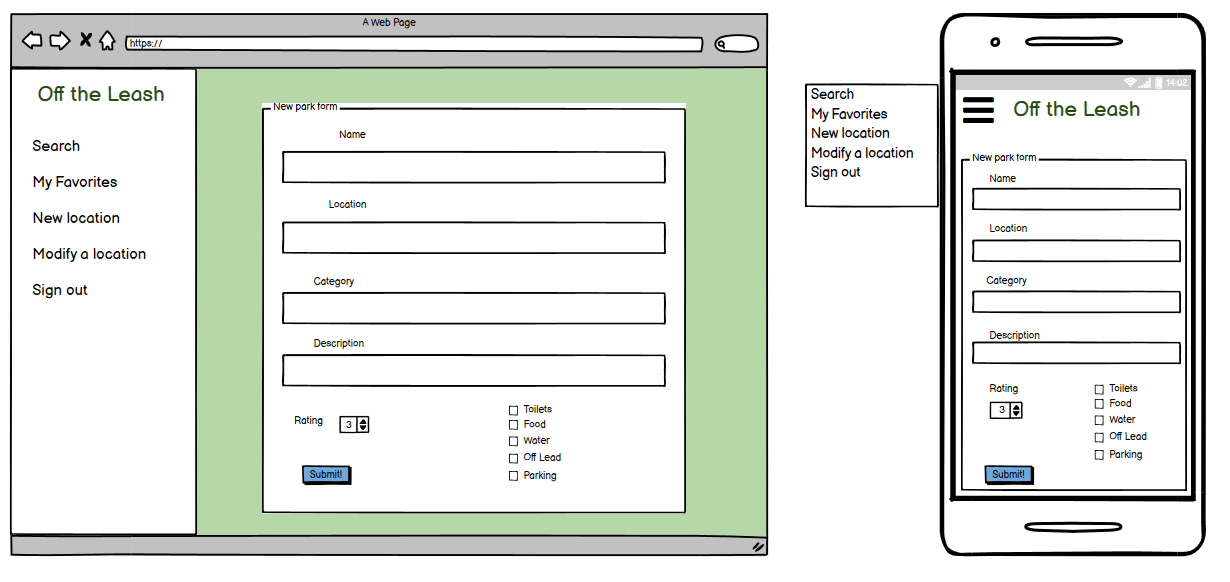 A Web Page
https://
Off the Leash
Search
My Favorites
New location
Modify a location
Sign out
New park form
Name
Location
Category
Description
Rating
3
Toilets
Food
Water
Off Lead
Parking
Submit!
Search
My Favorites
New location
Modify a location
Sign out
14:02
Off the Leash
New park form
Name
Location
Category
Description
Rating
3
Toilets
Food
Water
Off Lead
Parking
Submit!